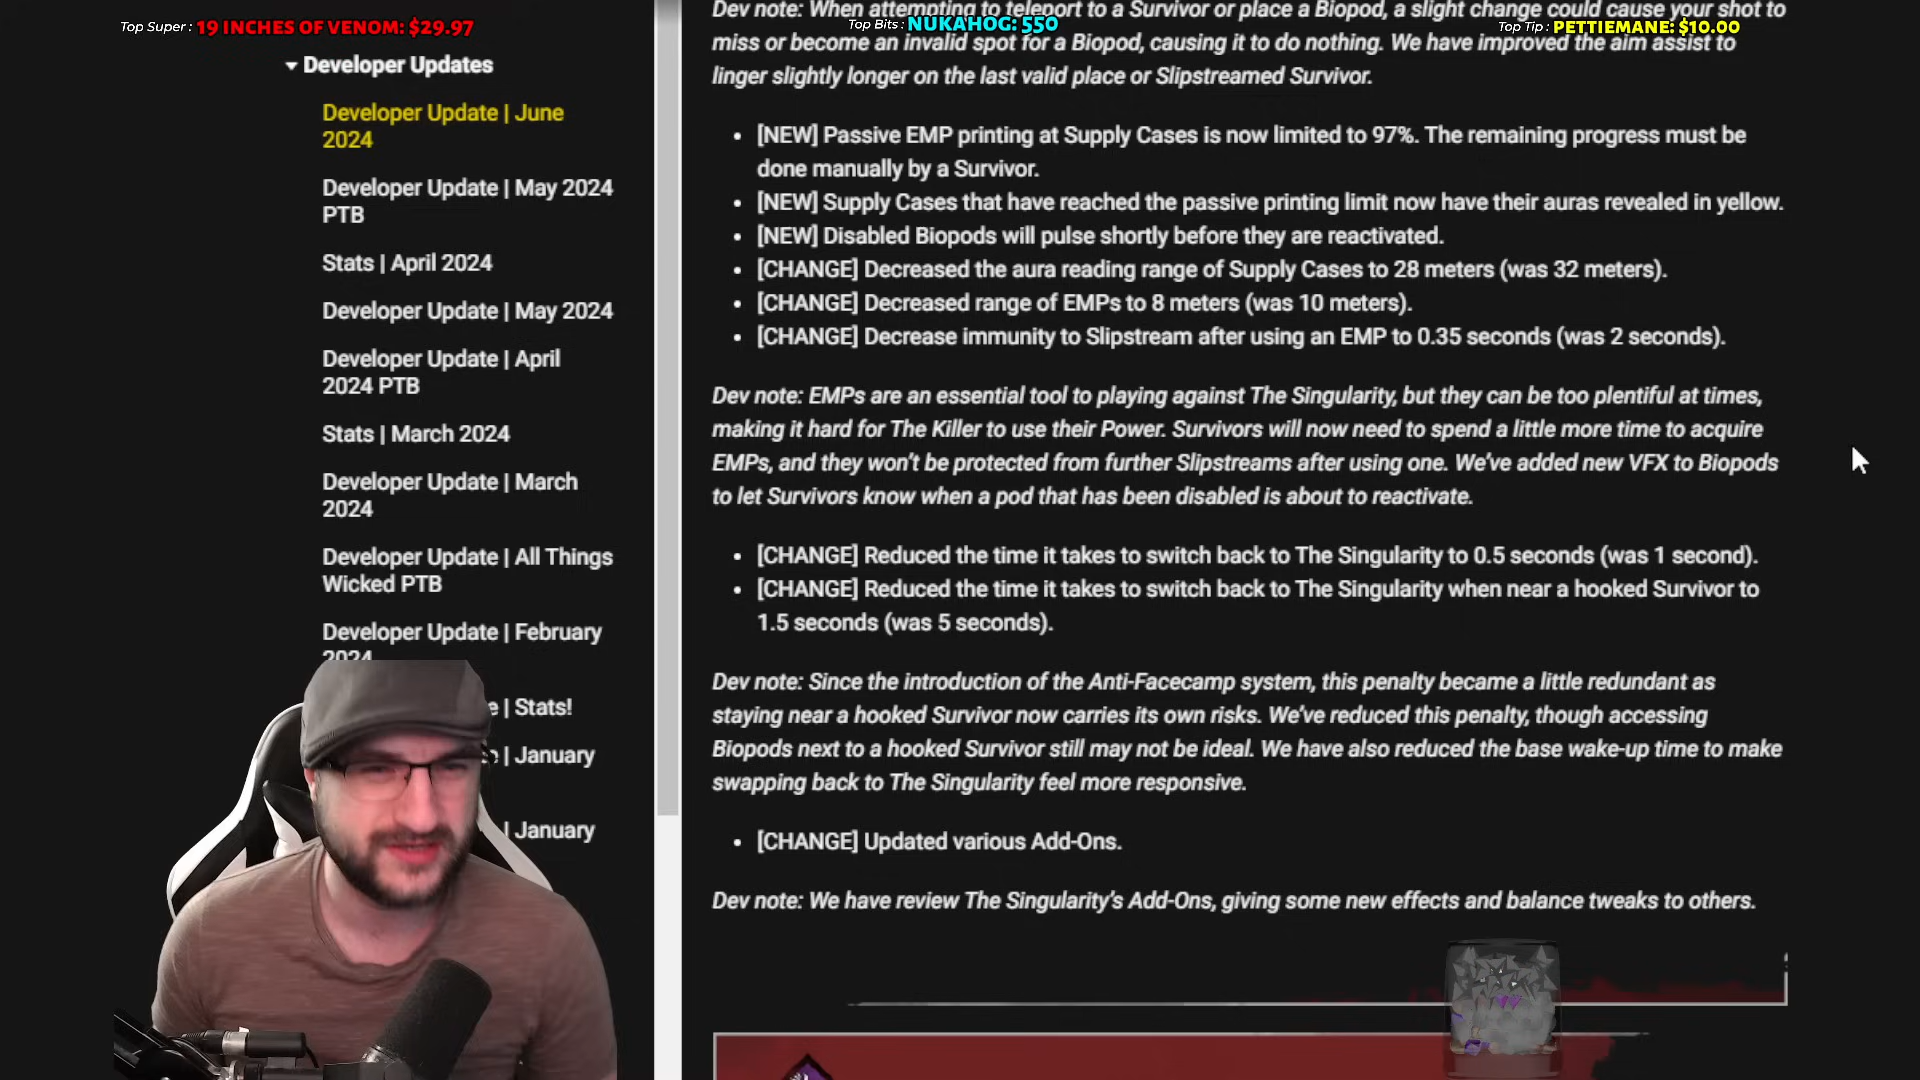 Top Super : 19 INCHES OF VENOM: $29.97
Top Bits : NUKAHOG: 550
Top Tip : PETTIEMANE: $10.00
Developer Updates
Developer Update | June
2024
Developer Update | May 2024
PTB
Stats | April 2024
Developer Update | May 2024
Developer Update | April
2024 PTB
Stats | March 2024
Developer Update | March
2024
Developer Update | All Things
Wicked PTB
Developer Update | February
2024
e | Stats!
| January
| January
Dev note: When attempting to teleport to a Survivor or place a Biopod, a slight change could cause your shot to
miss or become an invalid spot for a Biopod, causing it to do nothing. We have improved the aim assist to
linger slightly longer on the last valid place or Slipstreamed Survivor.
• [NEW] Passive EMP printing at Supply Cases is now limited to 97%. The remaining progress must be
done manually by a Survivor.
• [NEW] Supply Cases that have reached the passive printing limit now have their auras revealed in yellow.
• [NEW] Disabled Biopods will pulse shortly before they are reactivated.
• [CHANGE] Decreased the aura reading range of Supply Cases to 28 meters (was 32 meters).
• [CHANGE] Decreased range of EMPs to 8 meters (was 10 meters).
• [CHANGE] Decrease immunity to Slipstream after using an EMP to 0.35 seconds (was 2 seconds).
Dev note: EMPs are an essential tool to playing against The Singularity, but they can be too plentiful at times,
making it hard for The Killer to use their Power. Survivors will now need to spend a little more time to acquire
EMPs, and they won't be protected from further Slipstreams after using one. We've added new VFX to Biopods
to let Survivors know when a pod that has been disabled is about to reactivate.
• [CHANGE] Reduced the time it takes to switch back to The Singularity to 0.5 seconds (was 1 second).
• [CHANGE] Reduced the time it takes to switch back to The Singularity when near a hooked Survivor to
1.5 seconds (was 5 seconds).
Dev note: Since the introduction of the Anti-Facecamp system, this penalty became a little redundant as
staying near a hooked Survivor now carries its own risks. We've reduced this penalty, though accessing
Biopods next to a hooked Survivor still may not be ideal. We have also reduced the base wake-up time to make
swapping back to The Singularity feel more responsive.
• [CHANGE] Updated various Add-Ons.
Dev note: We have review The Singularity's Add-Ons, giving some new effects and balance tweaks to others.